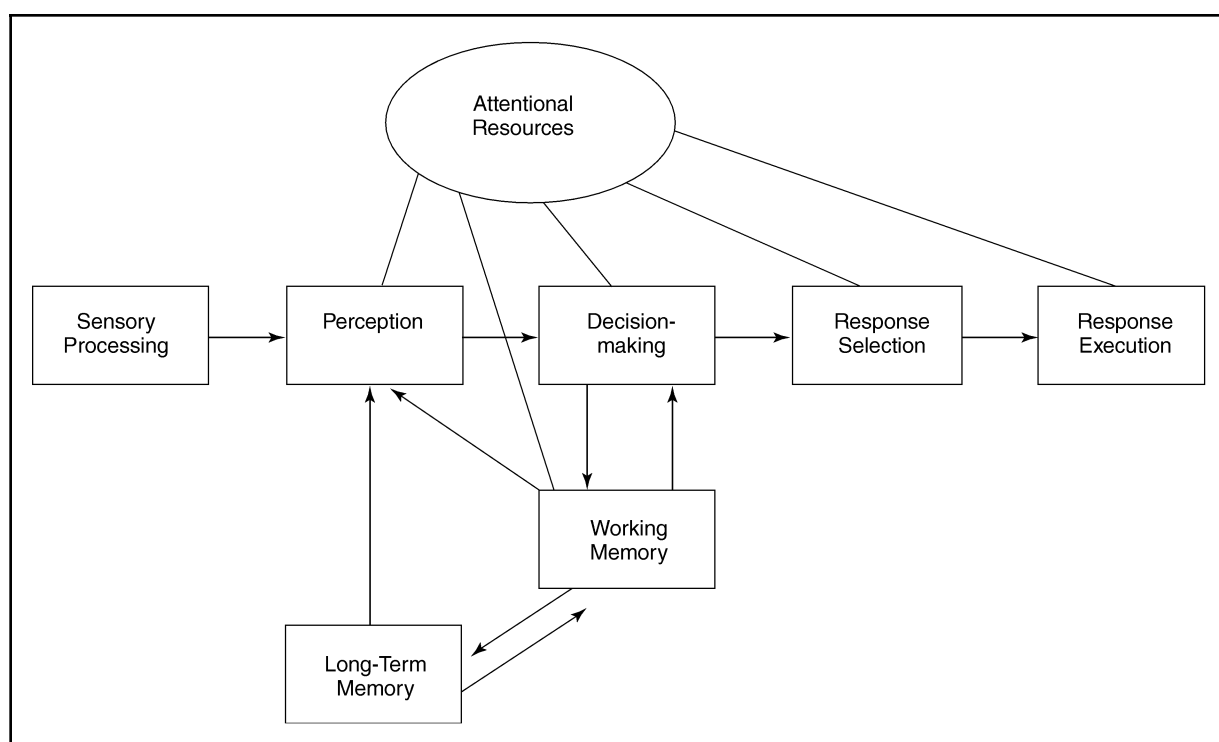 Attentional
Resources
Sensory
Processing
Perception
Decision-
making
Response
Selection
Response
Execution
Working
Memory
Long-Term
Memory